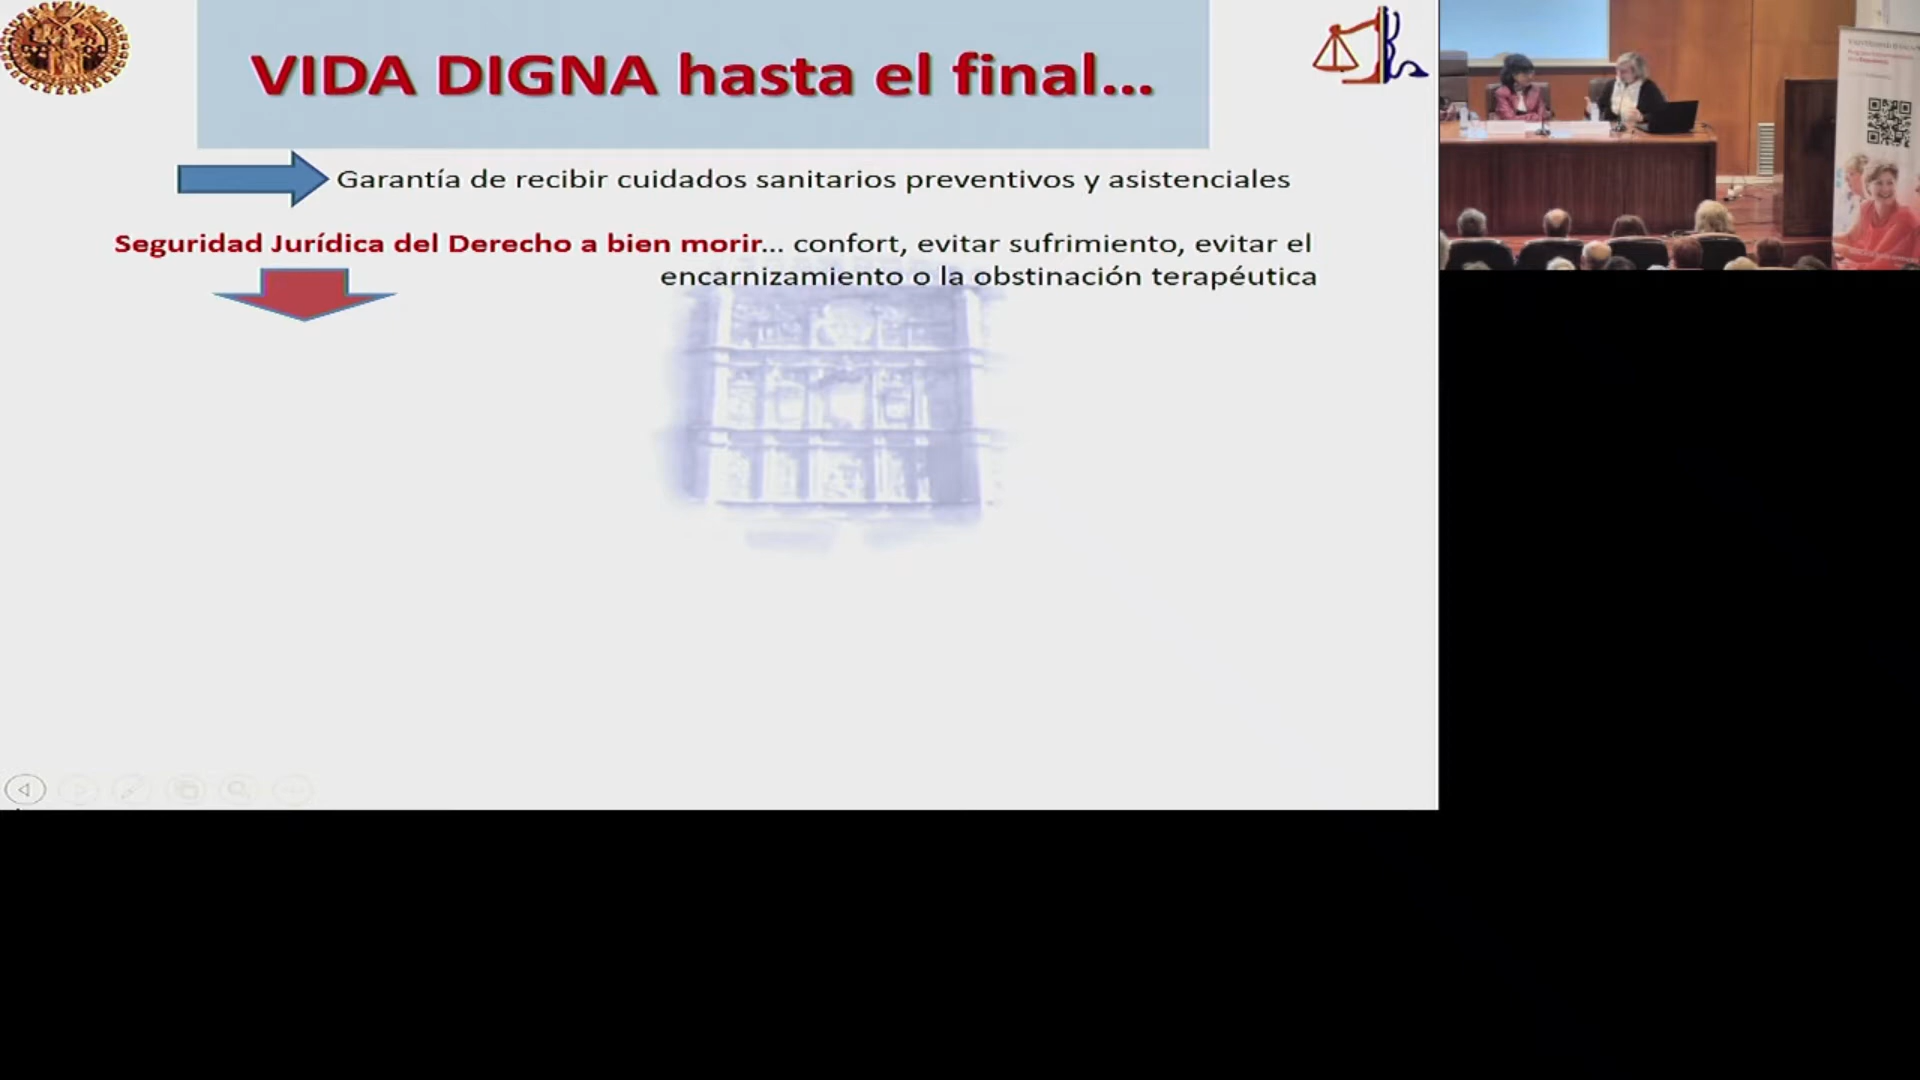 VIDA DIGNA hasta el final...
Garantía de recibir cuidados sanitarios preventivos y asistenciales
Seguridad Jurídica del Derecho a bien morir... confort, evitar sufrimiento, evitar el
encarnizamiento o la obstinación terapéutica